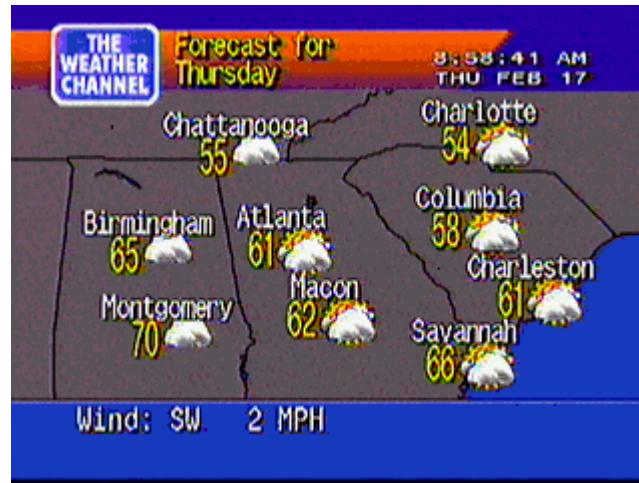 THE
WEATHER
CHANNEL
Forecast for
Thursday
8:58:41 AM
THU FEB 17
Chattanooga
55
Charlotte
54
Columbia
58
Birmingham
65
Atlanta
61
Charleston
61
Macon
62
Montgomery
70
Savannah
66
Wind: SW 2 MPH